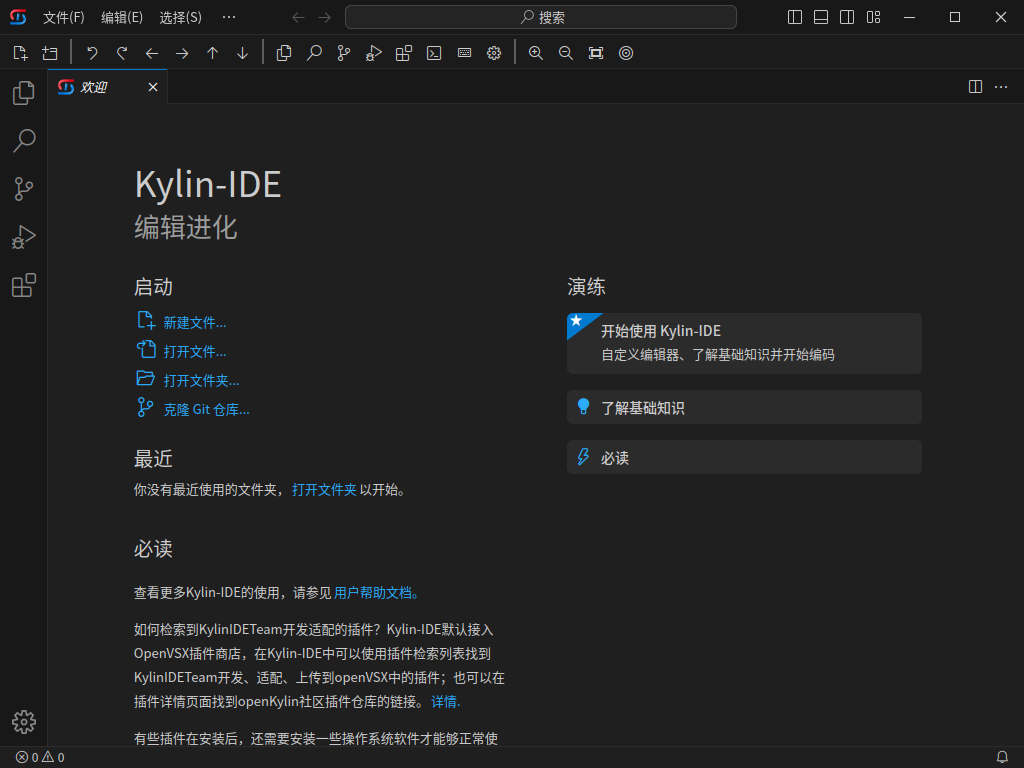 文件(F) 编辑(E) 选择(S) ··· 搜索
欢迎
Kylin-IDE
编辑进化
启动
新建文件...
打开文件...
打开文件夹...
克隆 Git 仓库...
最近
你没有最近使用的文件夹，打开文件夹 以开始。
必读
查看更多Kylin-IDE的使用，请参见 用户帮助文档。
如何检索到KylinIDETeam开发适配的插件？Kylin-IDE默认接入
OpenVSX插件商店，在Kylin-IDE中可以使用插件检索列表找到
KylinIDETeam开发、适配、上传到openVSX中的插件；也可以在
插件详情页面找到openKylin社区插件仓库的链接。 详情.
有些插件在安装后，还需要安装一些操作系统软件才能够正常使
演练
开始使用 Kylin-IDE
自定义编辑器、了解基础知识并开始编码
了解基础知识
必读
0 0